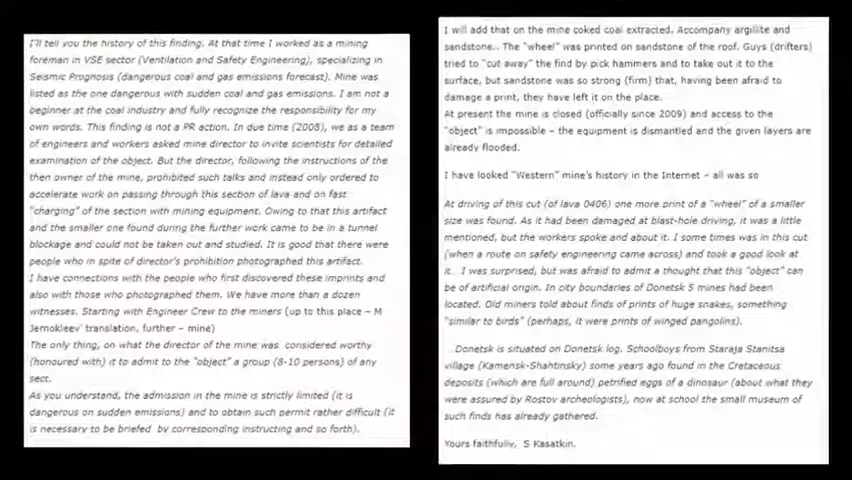 I'll tell you the history of this finding. At that time I worked as a mining
foreman in VSE sector (Ventilation and Safety Engineering), specializing in
Seismic Prognosis (dangerous coal and gas emissions forecast). Mine was
listed as the one dangerous with sudden coal and gas emissions. I am not a
beginner at the coal industry and fully recognize the responsibility for my
own words. This finding is not a PR action. In due time (2008), we as a team
of engineers and workers asked mine director to invite scientists for detailed
examination of the object. But the director, following the instructions of the
then owner of the mine, prohibited such talks and instead only ordered to
accelerate work on passing through this section of lava and on fast
"charging" of the section with mining equipment. Owing to that this artifact
and the smaller one found during the further work came to be in a tunnel
blockage and could not be taken out and studied. It is good that there were
people who in spite of director's prohibition photographed this artifact.
I have connections with the people who first discovered these imprints and
also with those who photographed them. We have more than a dozen
witnesses. Starting with Engineer Crew to the miners (up to this place – M
Jemokleev' translation, further – mine)
The only thing, on what the director of the mine was considered worthy
(honoured with) it to admit to the "object" a group (8-10 persons) of any
sect.
As you understand, the admission in the mine is strictly limited (it is
dangerous on sudden emissions) and to obtain such permit rather difficult (it
is necessary to be briefed by corresponding instructing and so forth).
I will add that on the mine coked coal extracted. Accompany argillite and
sandstone.. The "wheel" was printed on sandstone of the roof. Guys (drifters)
tried to "cut away" the find by pick hammers and to take out it to the
surface, but sandstone was so strong (firm) that, having been afraid to
damage a print, they have left it on the place.
At present the mine is closed (officially since 2009) and access to the
"object" is impossible – the equipment is dismantled and the given layers are
already flooded.
I have looked "Western" mine's history in the Internet – all was so
At driving of this cut (of lava 0406) one more print of a "wheel" of a smaller
size was found. As it had been damaged at blast-hole driving, it was a little
mentioned, but the workers spoke and about it. I some times was in this cut
(when a route on safety engineering came across) and took a good look at
it.. I was surprised, but was afraid to admit a thought that this "object" can
be of artificial origin. In city boundaries of Donetsk 5 mines had been
located. Old miners told about finds of prints of huge snakes, something
"similar to birds" (perhaps, it were prints of winged pangolins).
..Donetsk is situated on Donetsk log. Schoolboys from Staraja Stanitsa
village (Kamensk-Shahtinsky) some years ago found in the Cretaceous
deposits (which are full around) petrified eggs of a dinosaur (about what they
were assured by Rostov archeologists), now at school the small museum of
such finds has already gathered.
Yours faithfully, S Kasatkin.